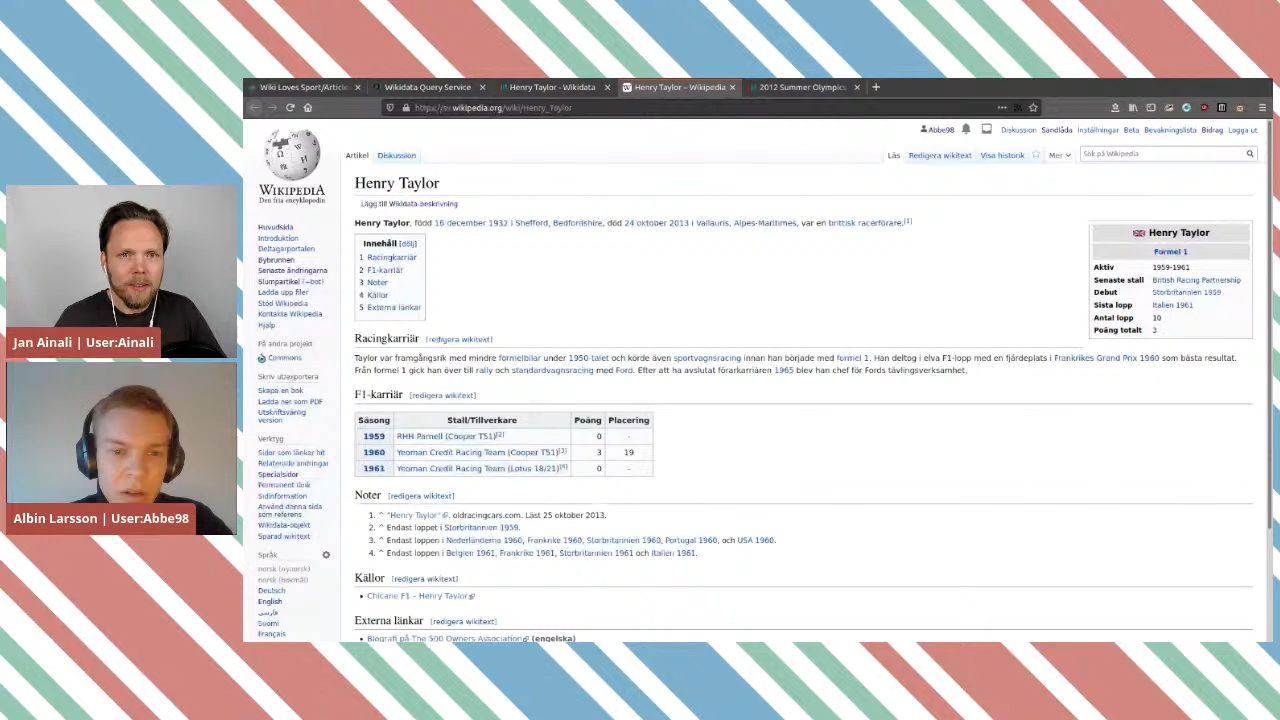 Wiki Loves Sport/Article
Wikidata Query Service
Henry Taylor - Wikidata
Henry Taylor – Wikipedia
2012 Summer Olympics
https://sv.wikipedia.org/wiki/Henry_Taylor
Abbe98
Diskussion Sandlåda Inställningar Beta Bevakningslista Bidrag Logga ut
Artikel Diskussion
Läs Redigera wikitext Visa historik Mer
Sök på Wikipedia
WIKIPEDIA
Den fria encyklopedin
Huvudsida
Introduktion
Deltagarportalen
Bybrunnen
Senaste ändringarna
Slumpartikel (−bot)
Ladda upp filer
Stöd Wikipedia
Kontakta Wikipedia
Hjälp
På andra projekt
Commons
Skriv ut/exportera
Skapa en bok
Ladda ner som PDF
Utskriftsvänlig
version
Verktyg
Sidor som länkar hit
Relaterade ändringar
Specialsidor
Permanent länk
Sidinformation
Använd denna sida
som referens
Wikidata-objekt
Sparad wikitext
Språk
norsk (nynorsk)
norsk (bokmål)
Deutsch
English
فارسی
Suomi
Français
Henry Taylor
Lägg till Wikidata-beskrivning
Henry Taylor, född 16 december 1932 i Shefford, Bedfordshire, död 24 oktober 2013 i Vallauris, Alpes-Maritimes, var en brittisk racerförare.[1]
Innehåll [dölj]
1 Racingkarriär
2 F1-karriär
3 Noter
4 Källor
5 Externa länkar
Henry Taylor
Formel 1
Aktiv 1959-1961
Senaste stall British Racing Partnership
Debut Storbritannien 1959
Sista lopp Italien 1961
Antal lopp 10
Poäng totalt 3
Racingkarriär [redigera wikitext]
Taylor var framgångsrik med mindre formelbilar under 1950-talet och körde även sportvagnsracing innan han började med formel 1. Han deltog i elva F1-lopp med en fjärdeplats i Frankrikes Grand Prix 1960 som bästa resultat.
Från formel 1 gick han över till rally och standardvagnsracing med Ford. Efter att ha avslutat förarkarriären 1965 blev han chef för Fords tävlingsverksamhet.
F1-karriär [redigera wikitext]
Säsong Stall/Tillverkare Poäng Placering
1959 RHH Parnell (Cooper T51)[2] 0 -
1960 Yeoman Credit Racing Team (Cooper T51)[3] 3 19
1961 Yeoman Credit Racing Team (Lotus 18/21)[4] 0 -
Noter [redigera wikitext]
1. ^ "Henry Taylor". oldracingcars.com. Läst 25 oktober 2013.
2. ^ Endast loppet i Storbritannien 1959.
3. ^ Endast loppen i Nederländerna 1960, Frankrike 1960, Storbritannien 1960, Portugal 1960, och USA 1960.
4. ^ Endast loppen i Belgien 1961, Frankrike 1961, Storbritannien 1961 och Italien 1961.
Källor [redigera wikitext]
• Chicane F1 – Henry Taylor
Externa länkar [redigera wikitext]
• Biografi på The 500 Owners Association (engelska)
Jan Ainali | User:Ainali
Albin Larsson | User:Abbe98